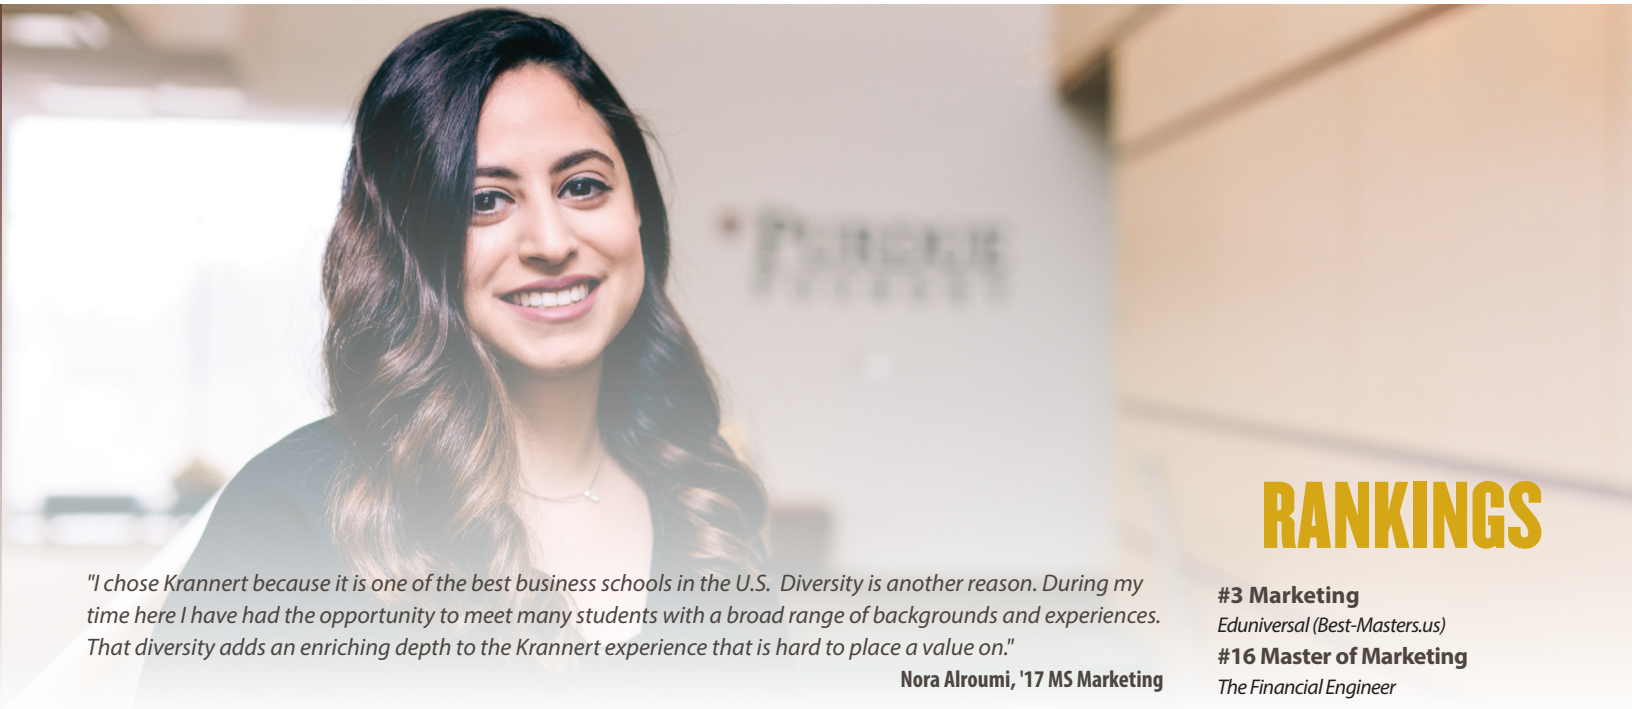 PURDUE
"I chose Krannert because it is one of the best business schools in the U.S.  Diversity is another reason. During my
time here I have had the opportunity to meet many students with a broad range of backgrounds and experiences.
That diversity adds an enriching depth to the Krannert experience that is hard to place a value on."
Nora Alroumi, '17 MS Marketing
RANKINGS
#3 Marketing
Eduniversal (Best-Masters.us)
#16 Master of Marketing
The Financial Engineer